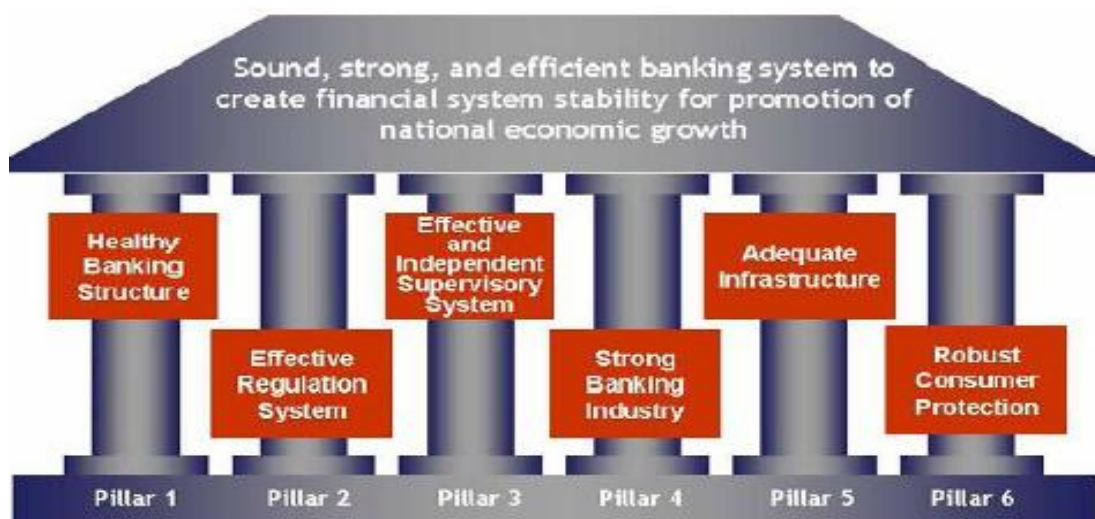 Sound, strong, and efficient banking system to
create financial system stability for promotion of
national economic growth
Healthy
Banking
Structure
Effective
Regulation
System
Effective
and
Independent
Supervisory
System
Strong
Banking
Industry
Adequate
Infrastructure
Robust
Consumer
Protection
Pillar 1
Pillar 2
Pillar 3
Pillar 4
Pillar 5
Pillar 6